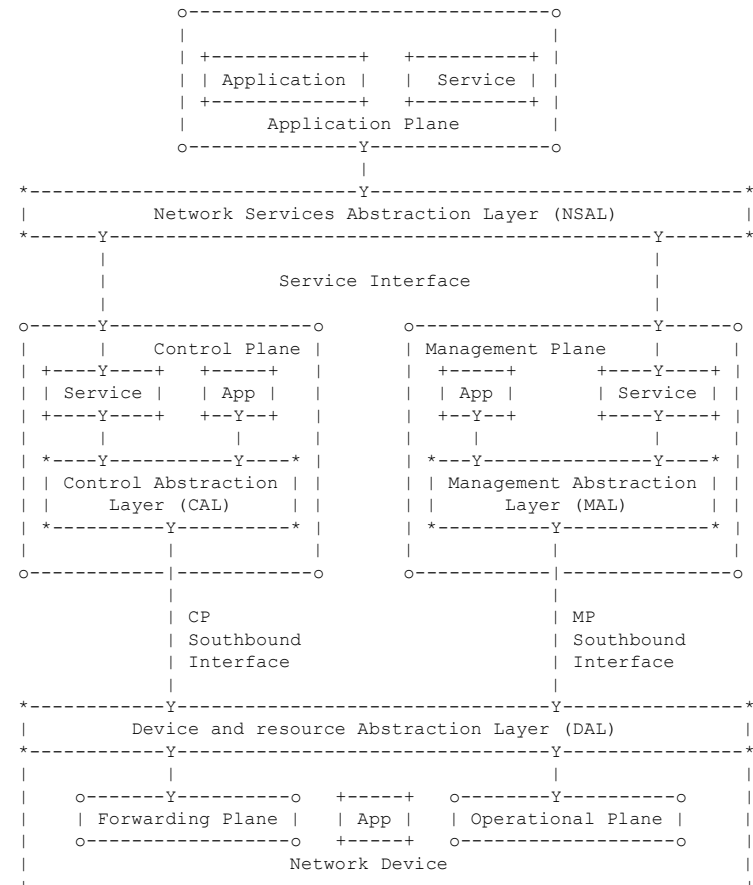 Application Service
Application Plane
Network Services Abstraction Layer (NSAL)
Service Interface
Control Plane Management Plane
Service App App Service
Control Abstraction Management Abstraction
Layer (CAL) Layer (MAL)
CP MP
Southbound Southbound
Interface Interface
Device and resource Abstraction Layer (DAL)
Forwarding Plane App Operational Plane
Network Device